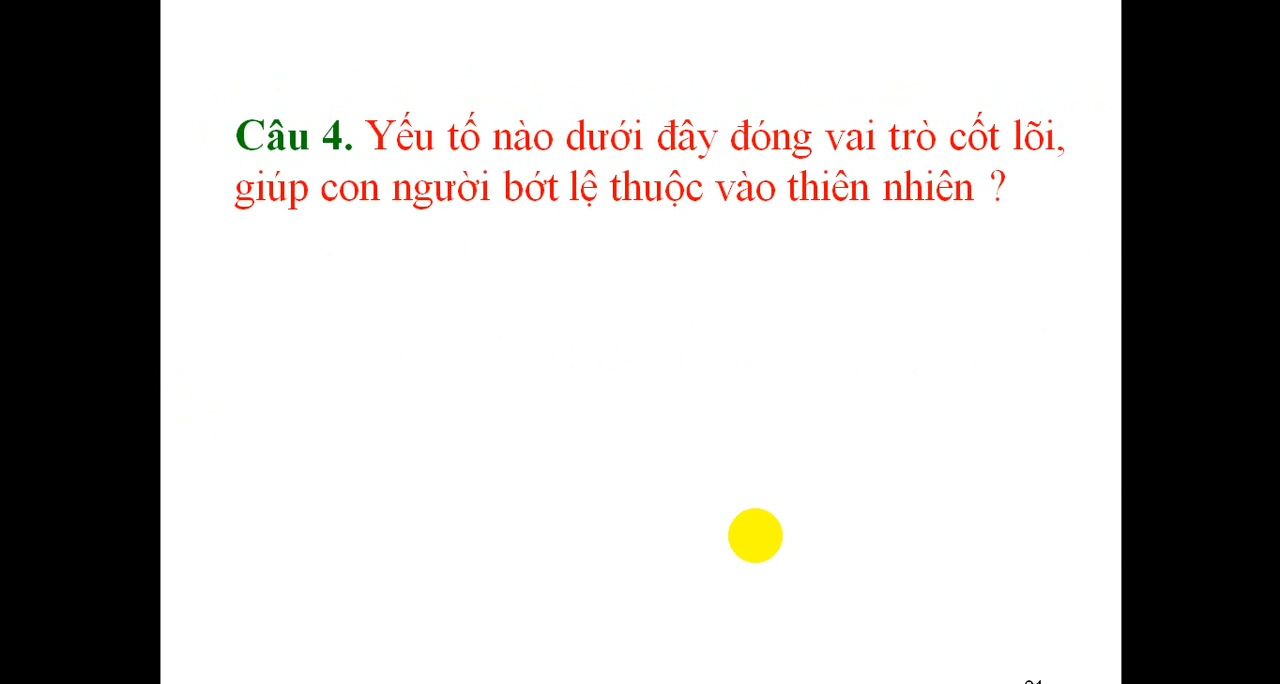 Câu 4. Yếu tố nào dưới đây đóng vai trò cốt lõi,
giúp con người bớt lệ thuộc vào thiên nhiên ?